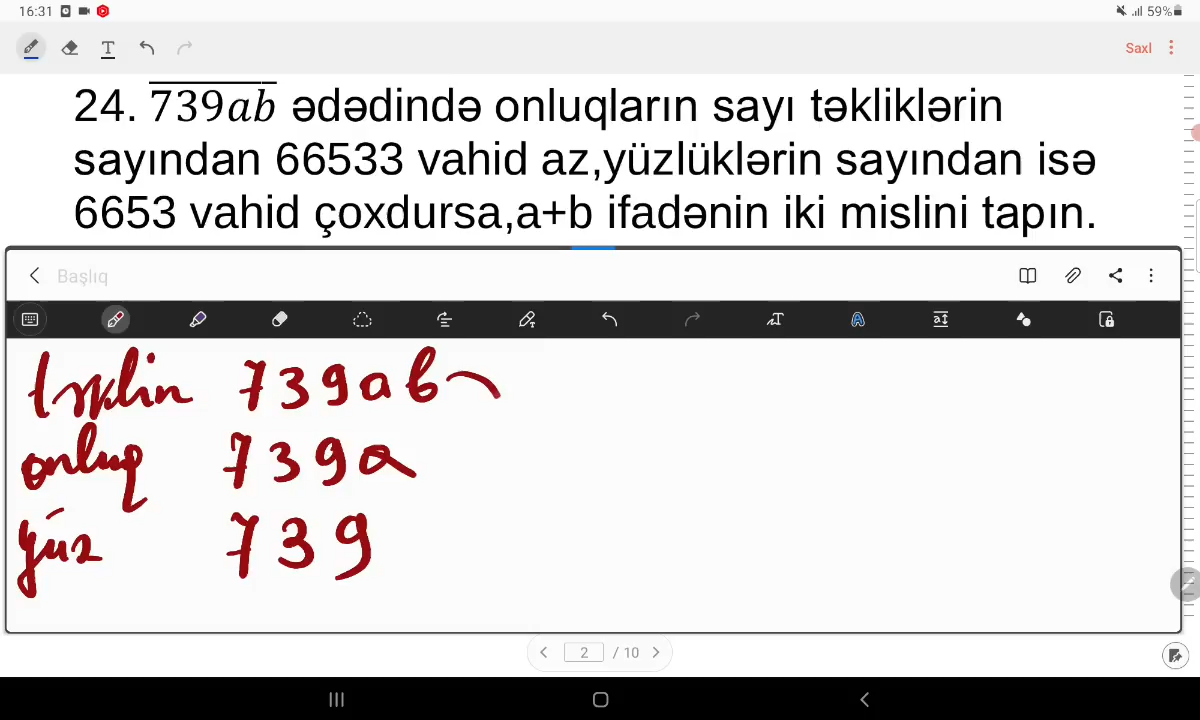 16:31
59%
Saxl
24. 739ab ədədində onluqların sayı təkliklərin
sayından 66533 vahid az,yüzlüklərin sayından isə
6653 vahid çoxdursa,a+b ifadənin iki mislini tapın.
Başlıq
739ab
onluq 739a
yüz 739
2 / 10